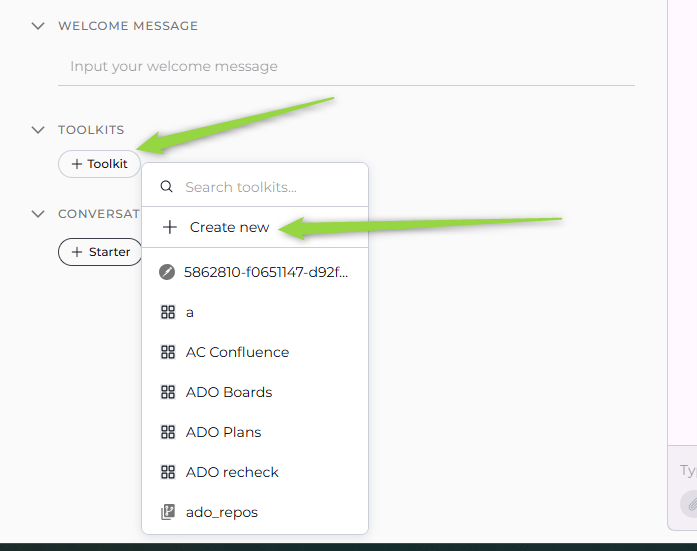 WELCOME MESSAGE
Input your welcome message
TOOLKITS
+ Toolkit
Search toolkits...
CONVERSAT
+ Create new
+ Starter
5862810-f0651147-d92f...
a
AC Confluence
ADO Boards
ADO Plans
ADO recheck
ado_repos
Ty